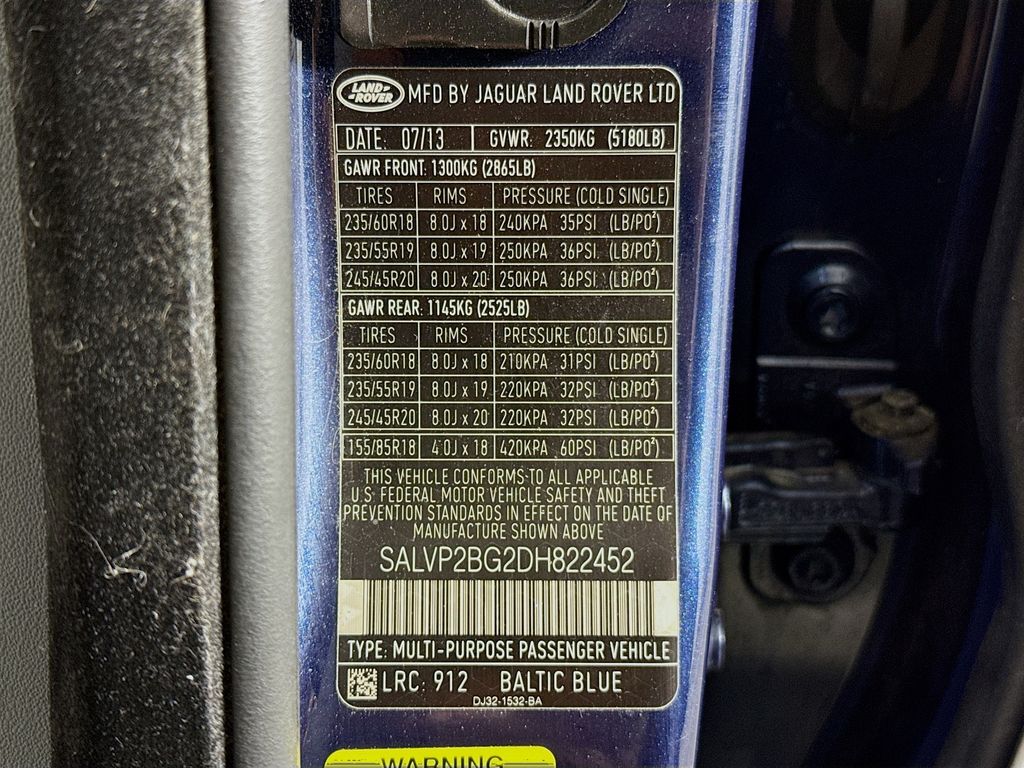 LAND ROVER MFD BY JAGUAR LAND ROVER LTD
DATE: 07/13 GVWR: 2350KG (5180LB)
GAWR FRONT: 1300KG (2865LB)
TIRES RIMS PRESSURE (COLD SINGLE)
235/60R18 8.0J x 18 240KPA 35PSI (LB/PO²)
235/55R19 8.0J x 19 250KPA 36PSI (LB/PO²)
245/45R20 8.0J x 20 250KPA 36PSI (LB/PO²)
GAWR REAR: 1145KG (2525LB)
TIRES RIMS PRESSURE (COLD SINGLE)
235/60R18 8.0J x 18 210KPA 31PSI (LB/PO²)
235/55R19 8.0J x 19 220KPA 32PSI (LB/PO²)
245/45R20 8.0J x 20 220KPA 32PSI (LB/PO²)
155/85R18 4.0J x 18 420KPA 60PSI (LB/PO²)
THIS VEHICLE CONFORMS TO ALL APPLICABLE
U.S. FEDERAL MOTOR VEHICLE SAFETY AND THEFT
PREVENTION STANDARDS IN EFFECT ON THE DATE OF
MANUFACTURE SHOWN ABOVE
SALVP2BG2DH822452
TYPE: MULTI-PURPOSE PASSENGER VEHICLE
LRC: 912 BALTIC BLUE
DJ32-1532-BA
WARNING